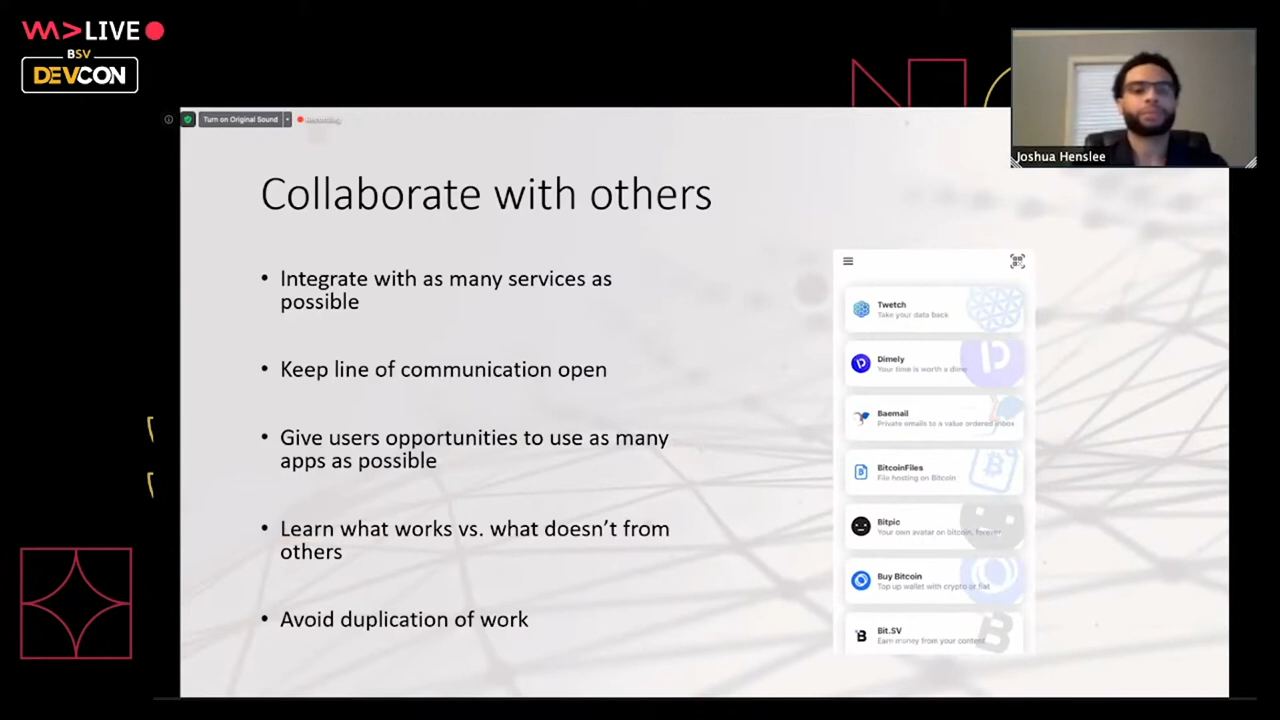 LIVE
BSV
DEVCON
Joshua Henslee
Turn on Original Sound
Recording
Collaborate with others
• Integrate with as many services as
possible
• Keep line of communication open
• Give users opportunities to use as many
apps as possible
• Learn what works vs. what doesn’t from
others
• Avoid duplication of work
Twetch
Take your data back
Dimely
Your time is worth a dime
Baemail
Private emails to a value ordered inbox
BitcoinFiles
File hosting on Bitcoin
Bitpic
Your own avatar on bitcoin, forever
Buy Bitcoin
Top up wallet with crypto or fiat
Bit.SV
Earn money from your content